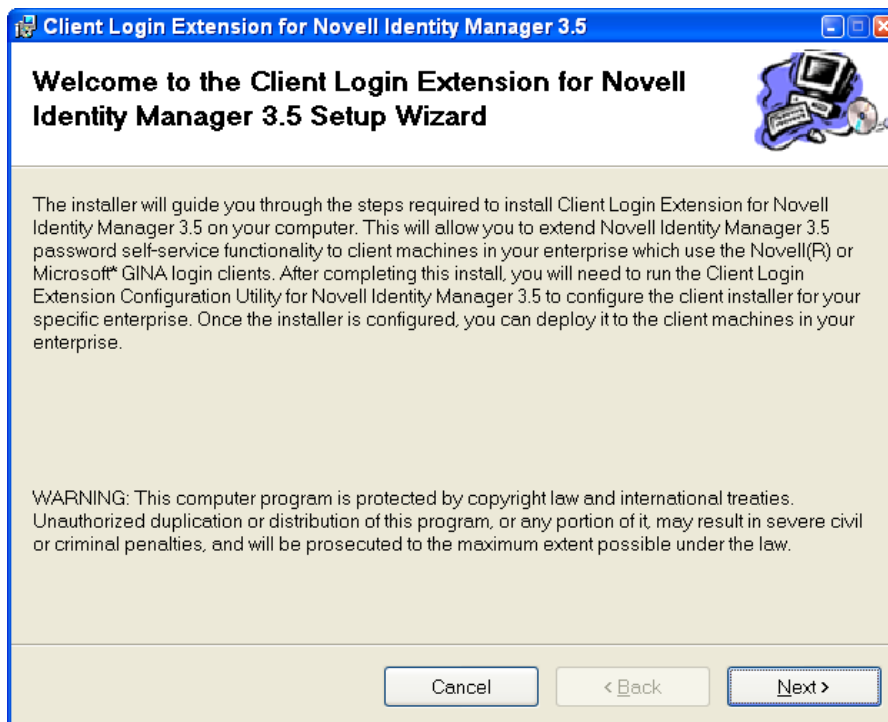 Client Login Extension for Novell Identity Manager 3.5
Welcome to the Client Login Extension for Novell
Identity Manager 3.5 Setup Wizard
The installer will guide you through the steps required to install Client Login Extension for Novell
Identity Manager 3.5 on your computer. This will allow you to extend Novell Identity Manager 3.5
password self-service functionality to client machines in your enterprise which use the Novell(R) or
Microsoft* GINA login clients. After completing this install, you will need to run the Client Login
Extension Configuration Utility for Novell Identity Manager 3.5 to configure the client installer for your
specific enterprise. Once the installer is configured, you can deploy it to the client machines in your
enterprise.
WARNING: This computer program is protected by copyright law and international treaties.
Unauthorized duplication or distribution of this program, or any portion of it, may result in severe civil
or criminal penalties, and will be prosecuted to the maximum extent possible under the law.
Cancel
< Back
Next >